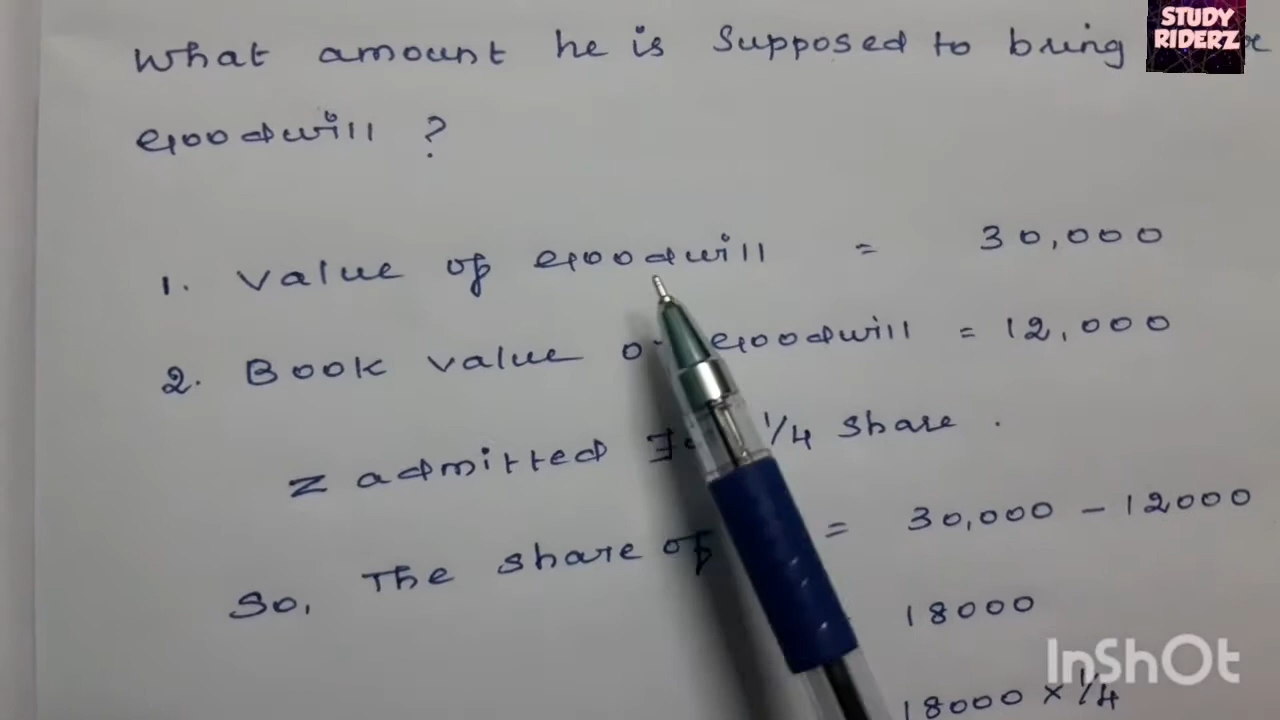 STUDY
RIDERZ
What amount he is supposed to bring
Goodwill ?
1. Value of Goodwill = 30,000
2. Book value Goodwill = 12,000
Z admitted 1/4 share .
So, The share of = 30,000 - 12000
18000
18000 x 1/4
InShOt